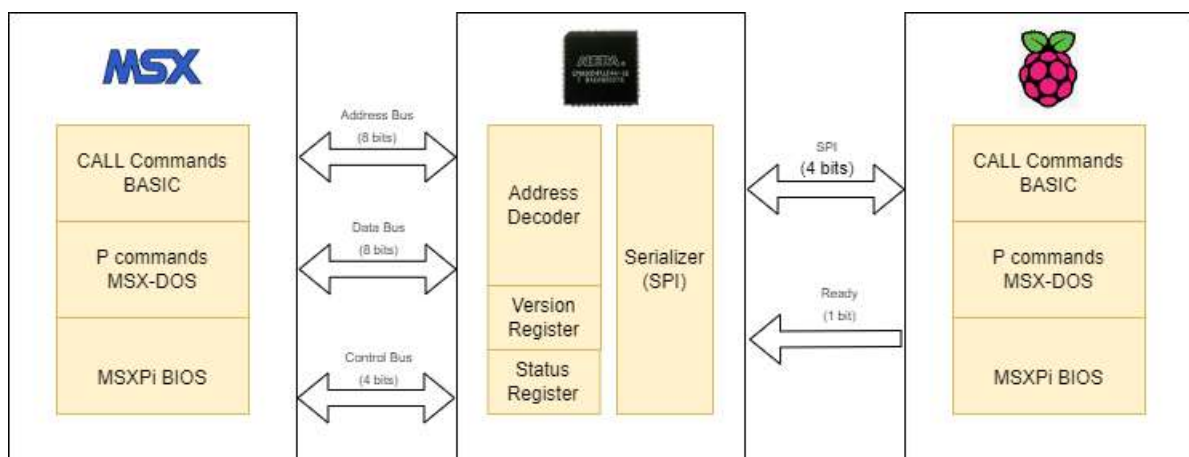 MSX
CALL Commands
BASIC
P commands
MSX-DOS
MSXPi BIOS
Address Bus
(8 bits)
Data Bus
(8 bits)
Control Bus
(4 bits)
Address
Decoder
Version
Register
Status
Register
Serializer
(SPI)
SPI
(4 bits)
Ready
(1 bit)
CALL Commands
BASIC
P commands
MSX-DOS
MSXPi BIOS